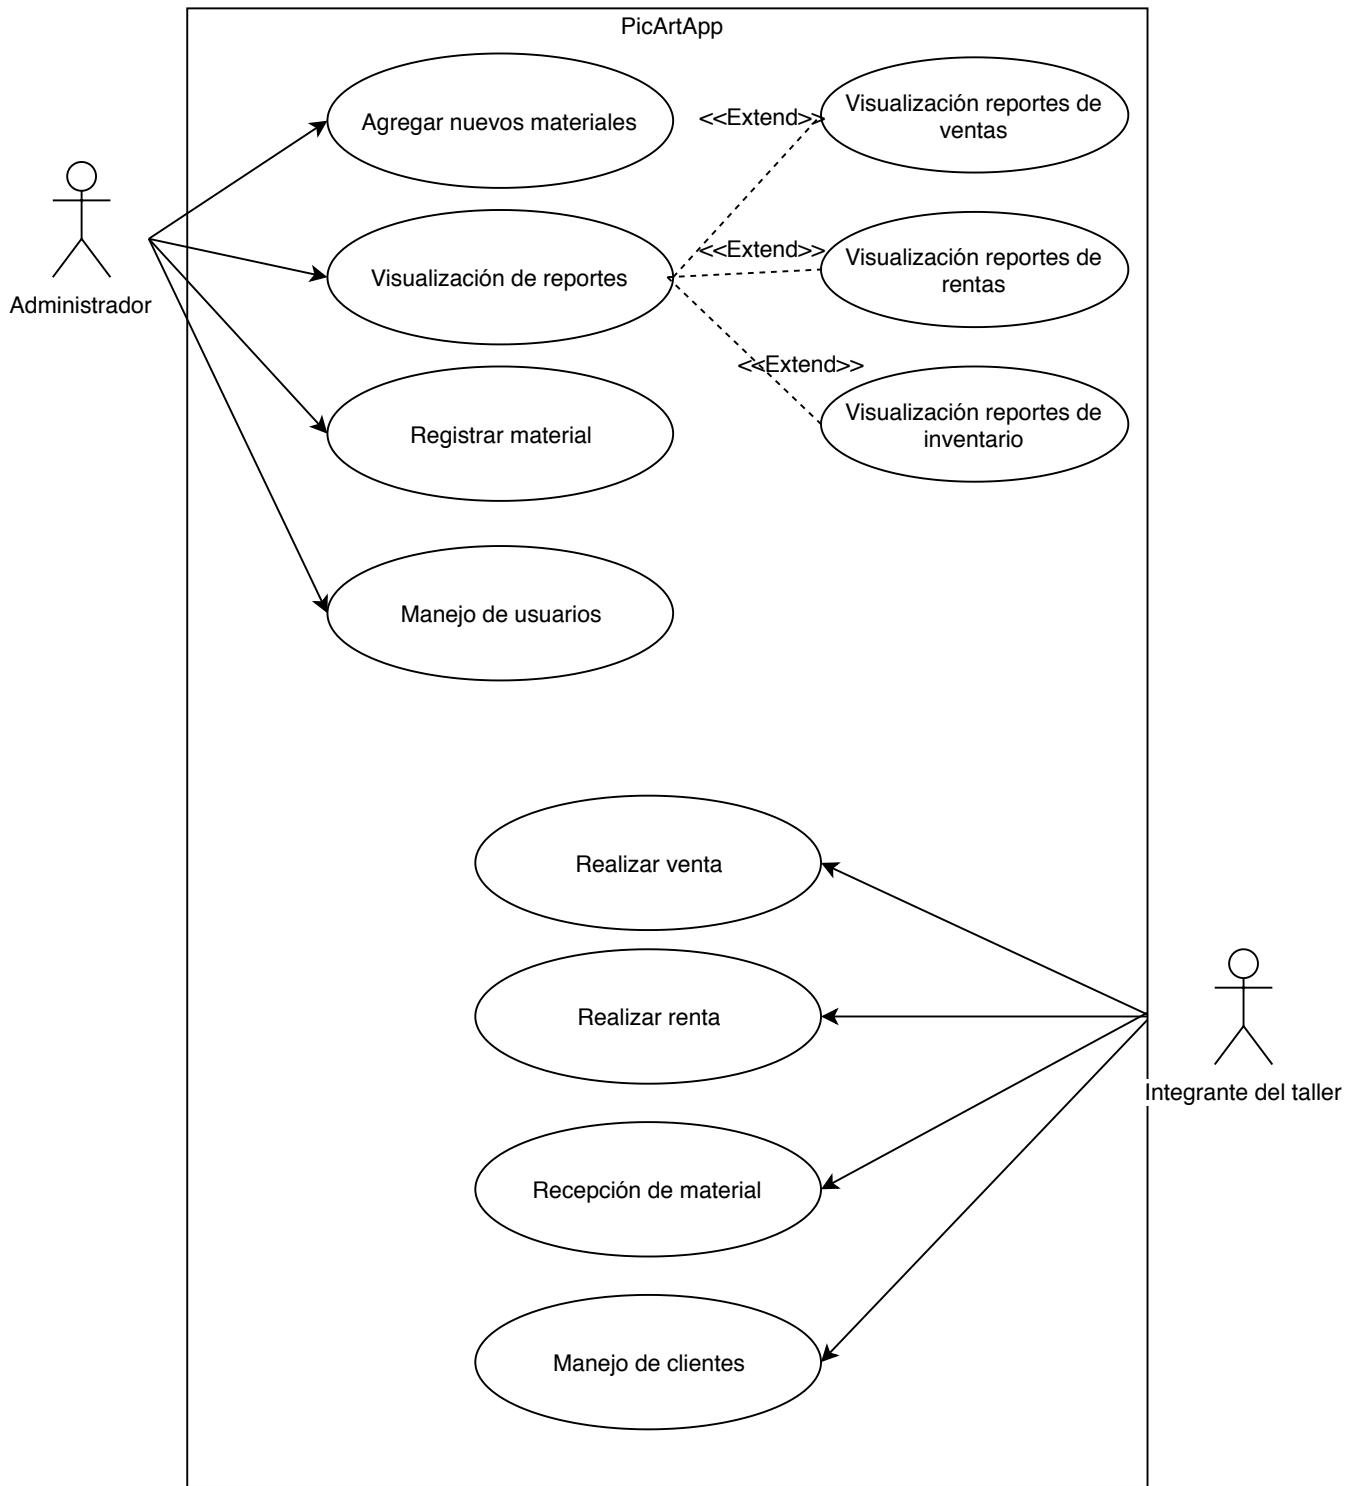 PicArtApp
Agregar nuevos materiales
<<Extend>>
Visualización reportes de
ventas
Administrador
Visualización de reportes
<<Extend>>
Visualización reportes de
rentas
<<Extend>>
Registrar material
Visualización reportes de
inventario
Manejo de usuarios
Realizar venta
Realizar renta
Integrante del taller
Recepción de material
Manejo de clientes